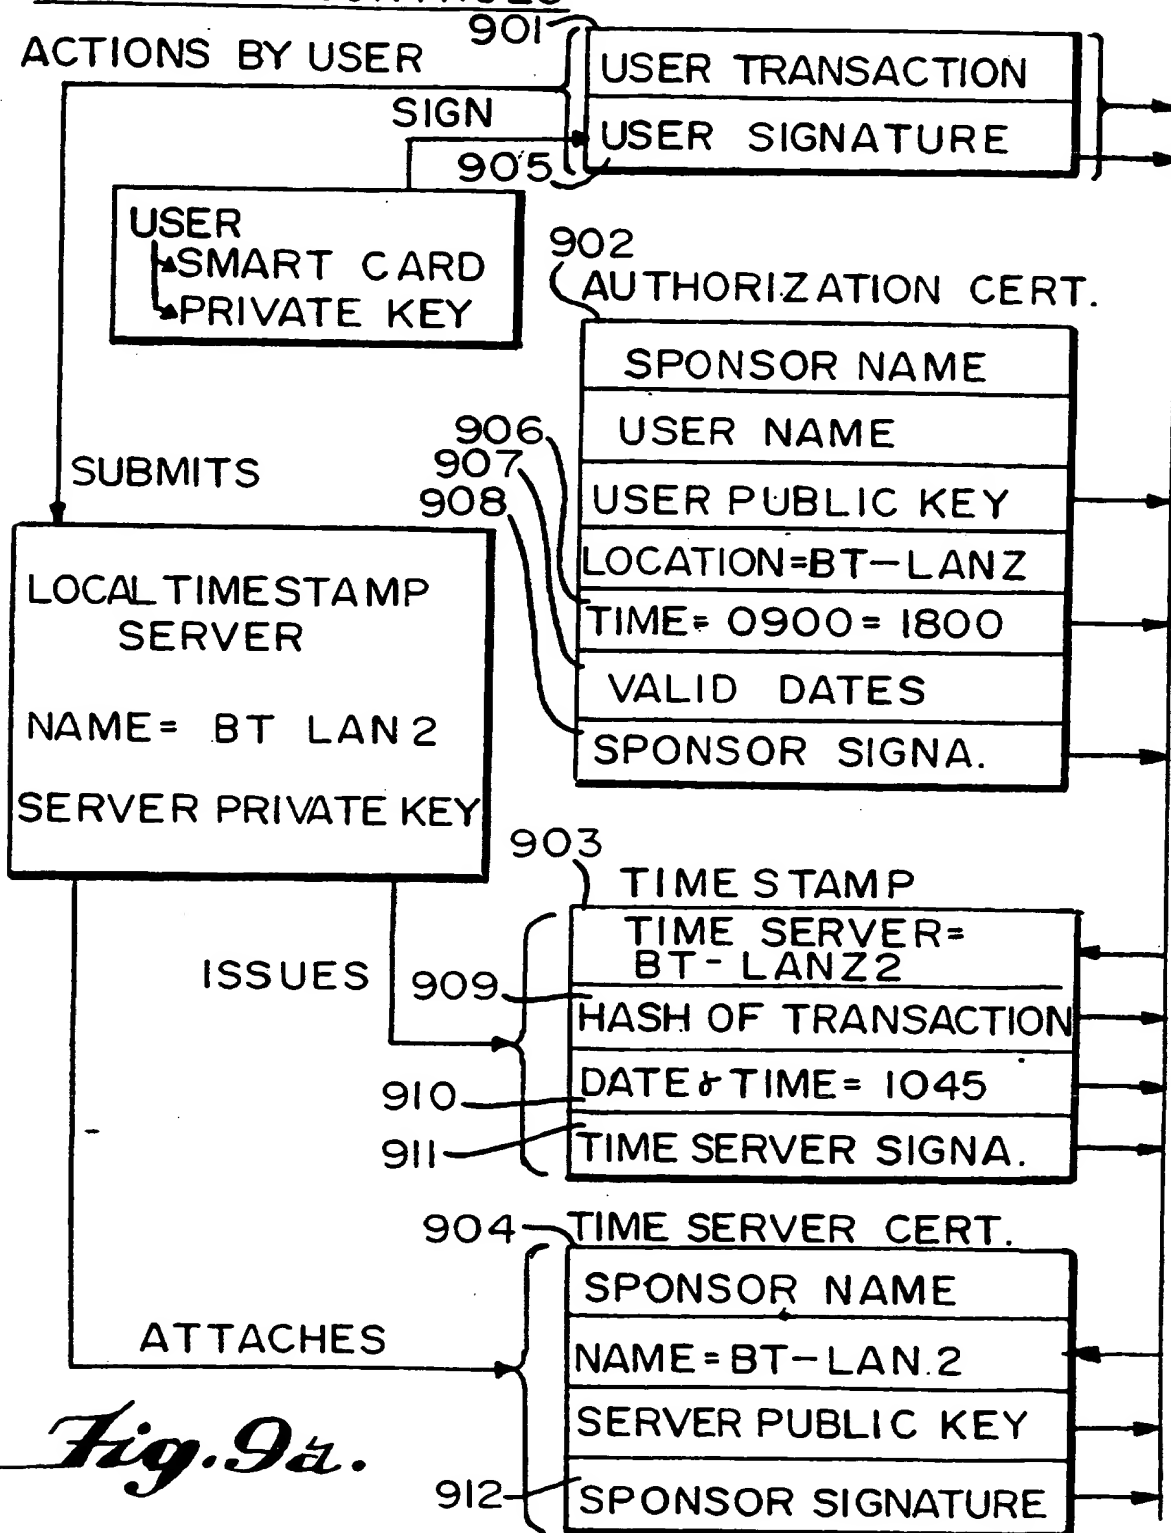 901
ACTIONS BY USER
USER TRANSACTION
SIGN
USER SIGNATURE
905
USER
SMART CARD
PRIVATE KEY
902
AUTHORIZATION CERT.
SPONSOR NAME
USER NAME
906
907
908
USER PUBLIC KEY
LOCATION=BT-LANZ
TIME= 0900= 1800
VALID DATES
SPONSOR SIGNA.
SUBMITS
LOCAL TIMESTAMP
SERVER
NAME= BT LAN 2
SERVER PRIVATE KEY
903
TIME STAMP
TIME SERVER=
BT-LANZ2
ISSUES
909
HASH OF TRANSACTION
910
DATE & TIME= 1045
911
TIME SERVER SIGNA.
904
TIME SERVER CERT.
SPONSOR NAME
ATTACHES
NAME=BT-LAN.2
SERVER PUBLIC KEY
912
SPONSOR SIGNATURE
Fig.9a.